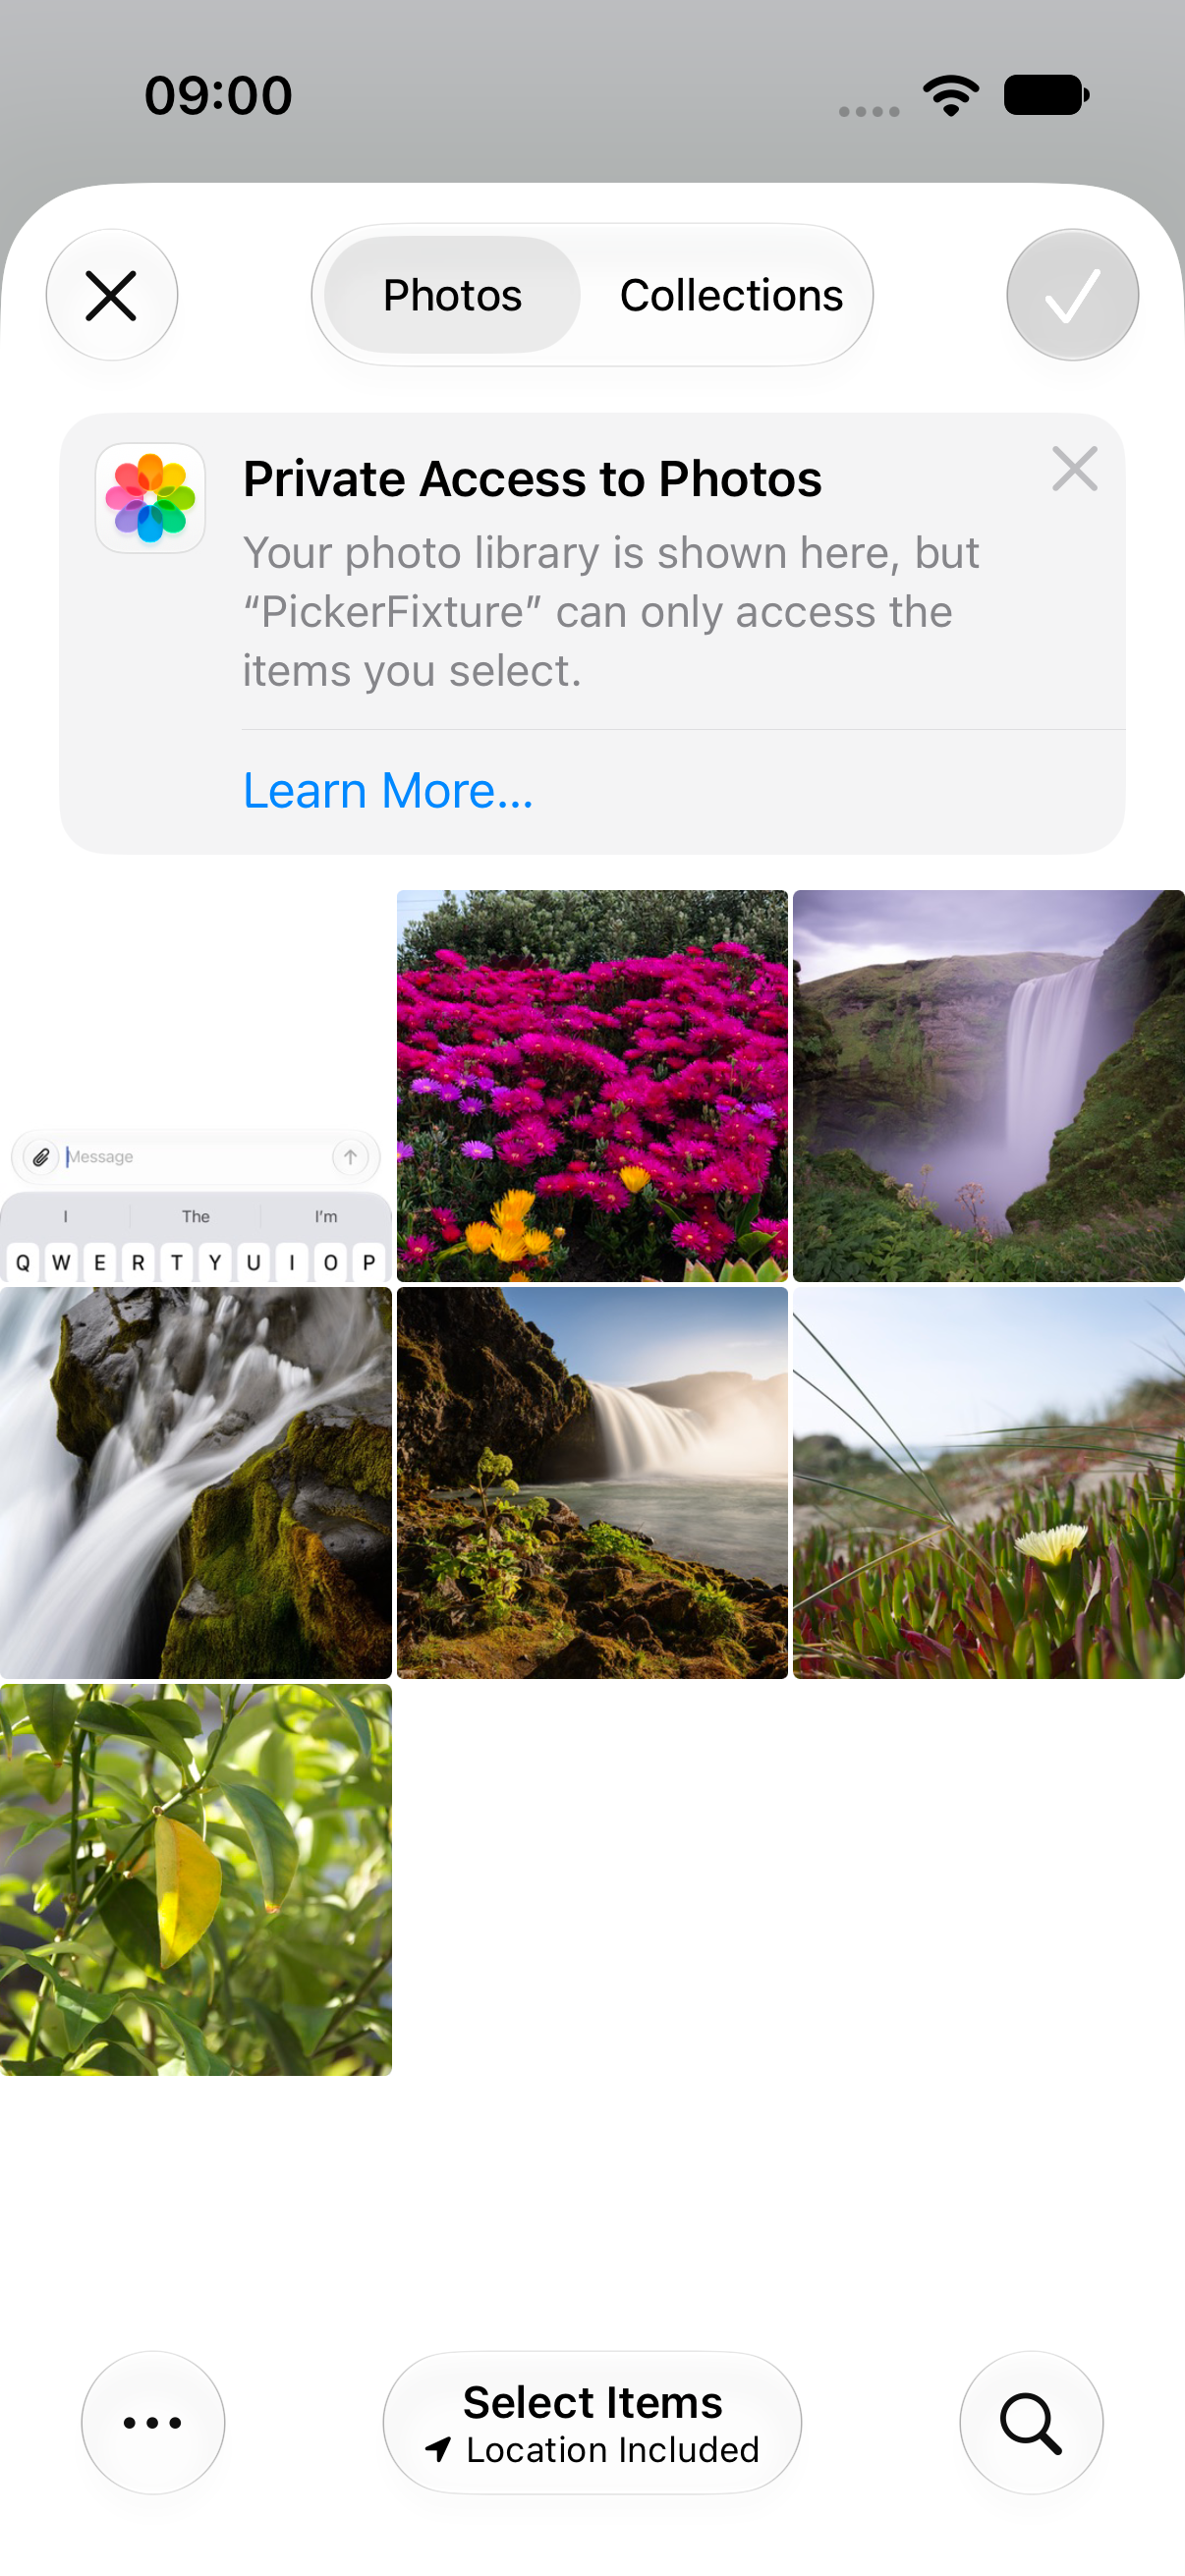 09:00
Photos
Collections
Private Access to Photos
Your photo library is shown here, but
“PickerFixture” can only access the
items you select.
Learn More...
Message
I The I'm
Q W E R T Y U I O P
Select Items
Location Included